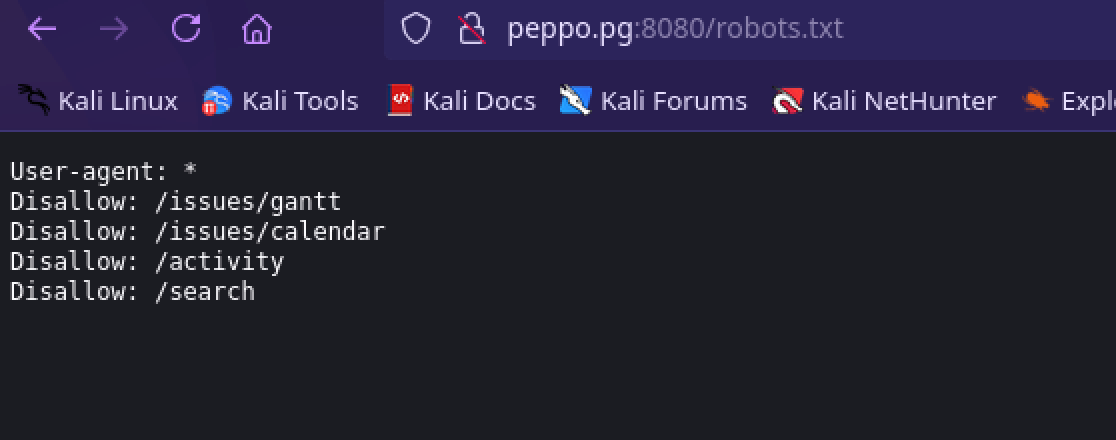 peppo.pg:8080/robots.txt
Kali Linux Kali Tools Kali Docs Kali Forums Kali NetHunter Expl
User-agent: *
Disallow: /issues/gantt
Disallow: /issues/calendar
Disallow: /activity
Disallow: /search